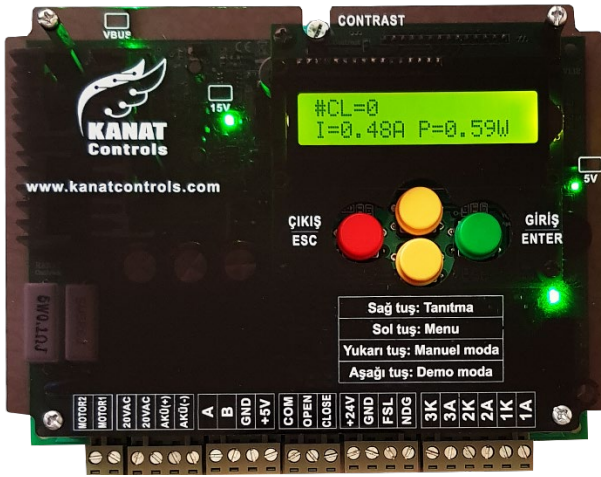 VBUS
CONTRAST
15V
5V
KANAT
Controls
www.kanatcontrols.com
#CL=0
I=0.48A P=0.59W
ÇIKIŞ
ESC
GİRİŞ
ENTER
Sağ tuş: Tanıtma
Sol tuş: Menu
Yukarı tuş: Manuel moda
Aşağı tuş: Demo moda
6W0.1ΩJ
MOTOR2 MOTOR1 20VAC 20VAC AKÜ(+) AKÜ(-) A B GND +5V COM OPEN CLOSE +24V GND FSL NDG 3K 3A 2K 2A 1K 1A